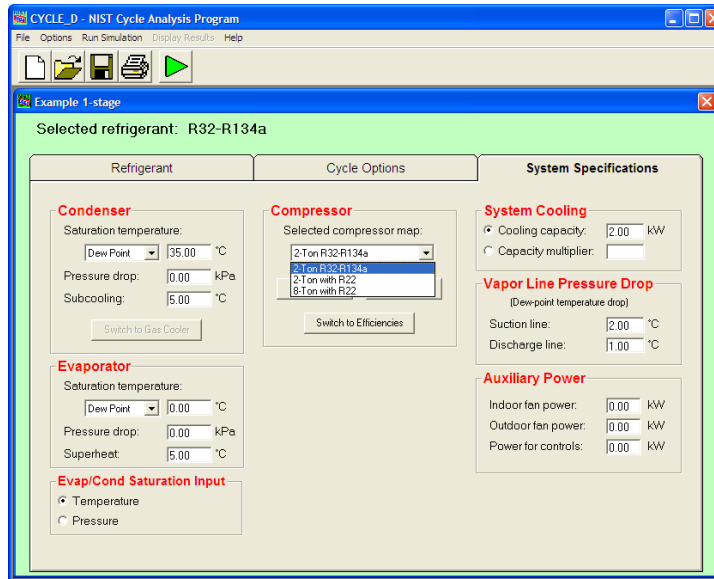 CYCLE_D - NIST Cycle Analysis Program
File Options Run Simulation Display Results Help
Example 1-stage
Selected refrigerant: R32-R134a
Refrigerant
Cycle Options
System Specifications
Condenser
Saturation temperature:
Dew Point 35.00 °C
Pressure drop: 0.00 kPa
Subcooling: 5.00 °C
Switch to Gas Cooler
Evaporator
Saturation temperature:
Dew Point 0.00 °C
Pressure drop: 0.00 kPa
Superheat: 5.00 °C
Evap/Cond Saturation Input
Temperature
Pressure
Compressor
Selected compressor map:
2-Ton R32-R134a
2-Ton R32-R134a
2-Ton with R22
8-Ton with R22
Switch to Efficiencies
System Cooling
Cooling capacity: 2.00 kW
Capacity multiplier:
Vapor Line Pressure Drop
(Dew-point temperature drop)
Suction line: 2.00 °C
Discharge line: 1.00 °C
Auxiliary Power
Indoor fan power: 0.00 kW
Outdoor fan power: 0.00 kW
Power for controls: 0.00 kW